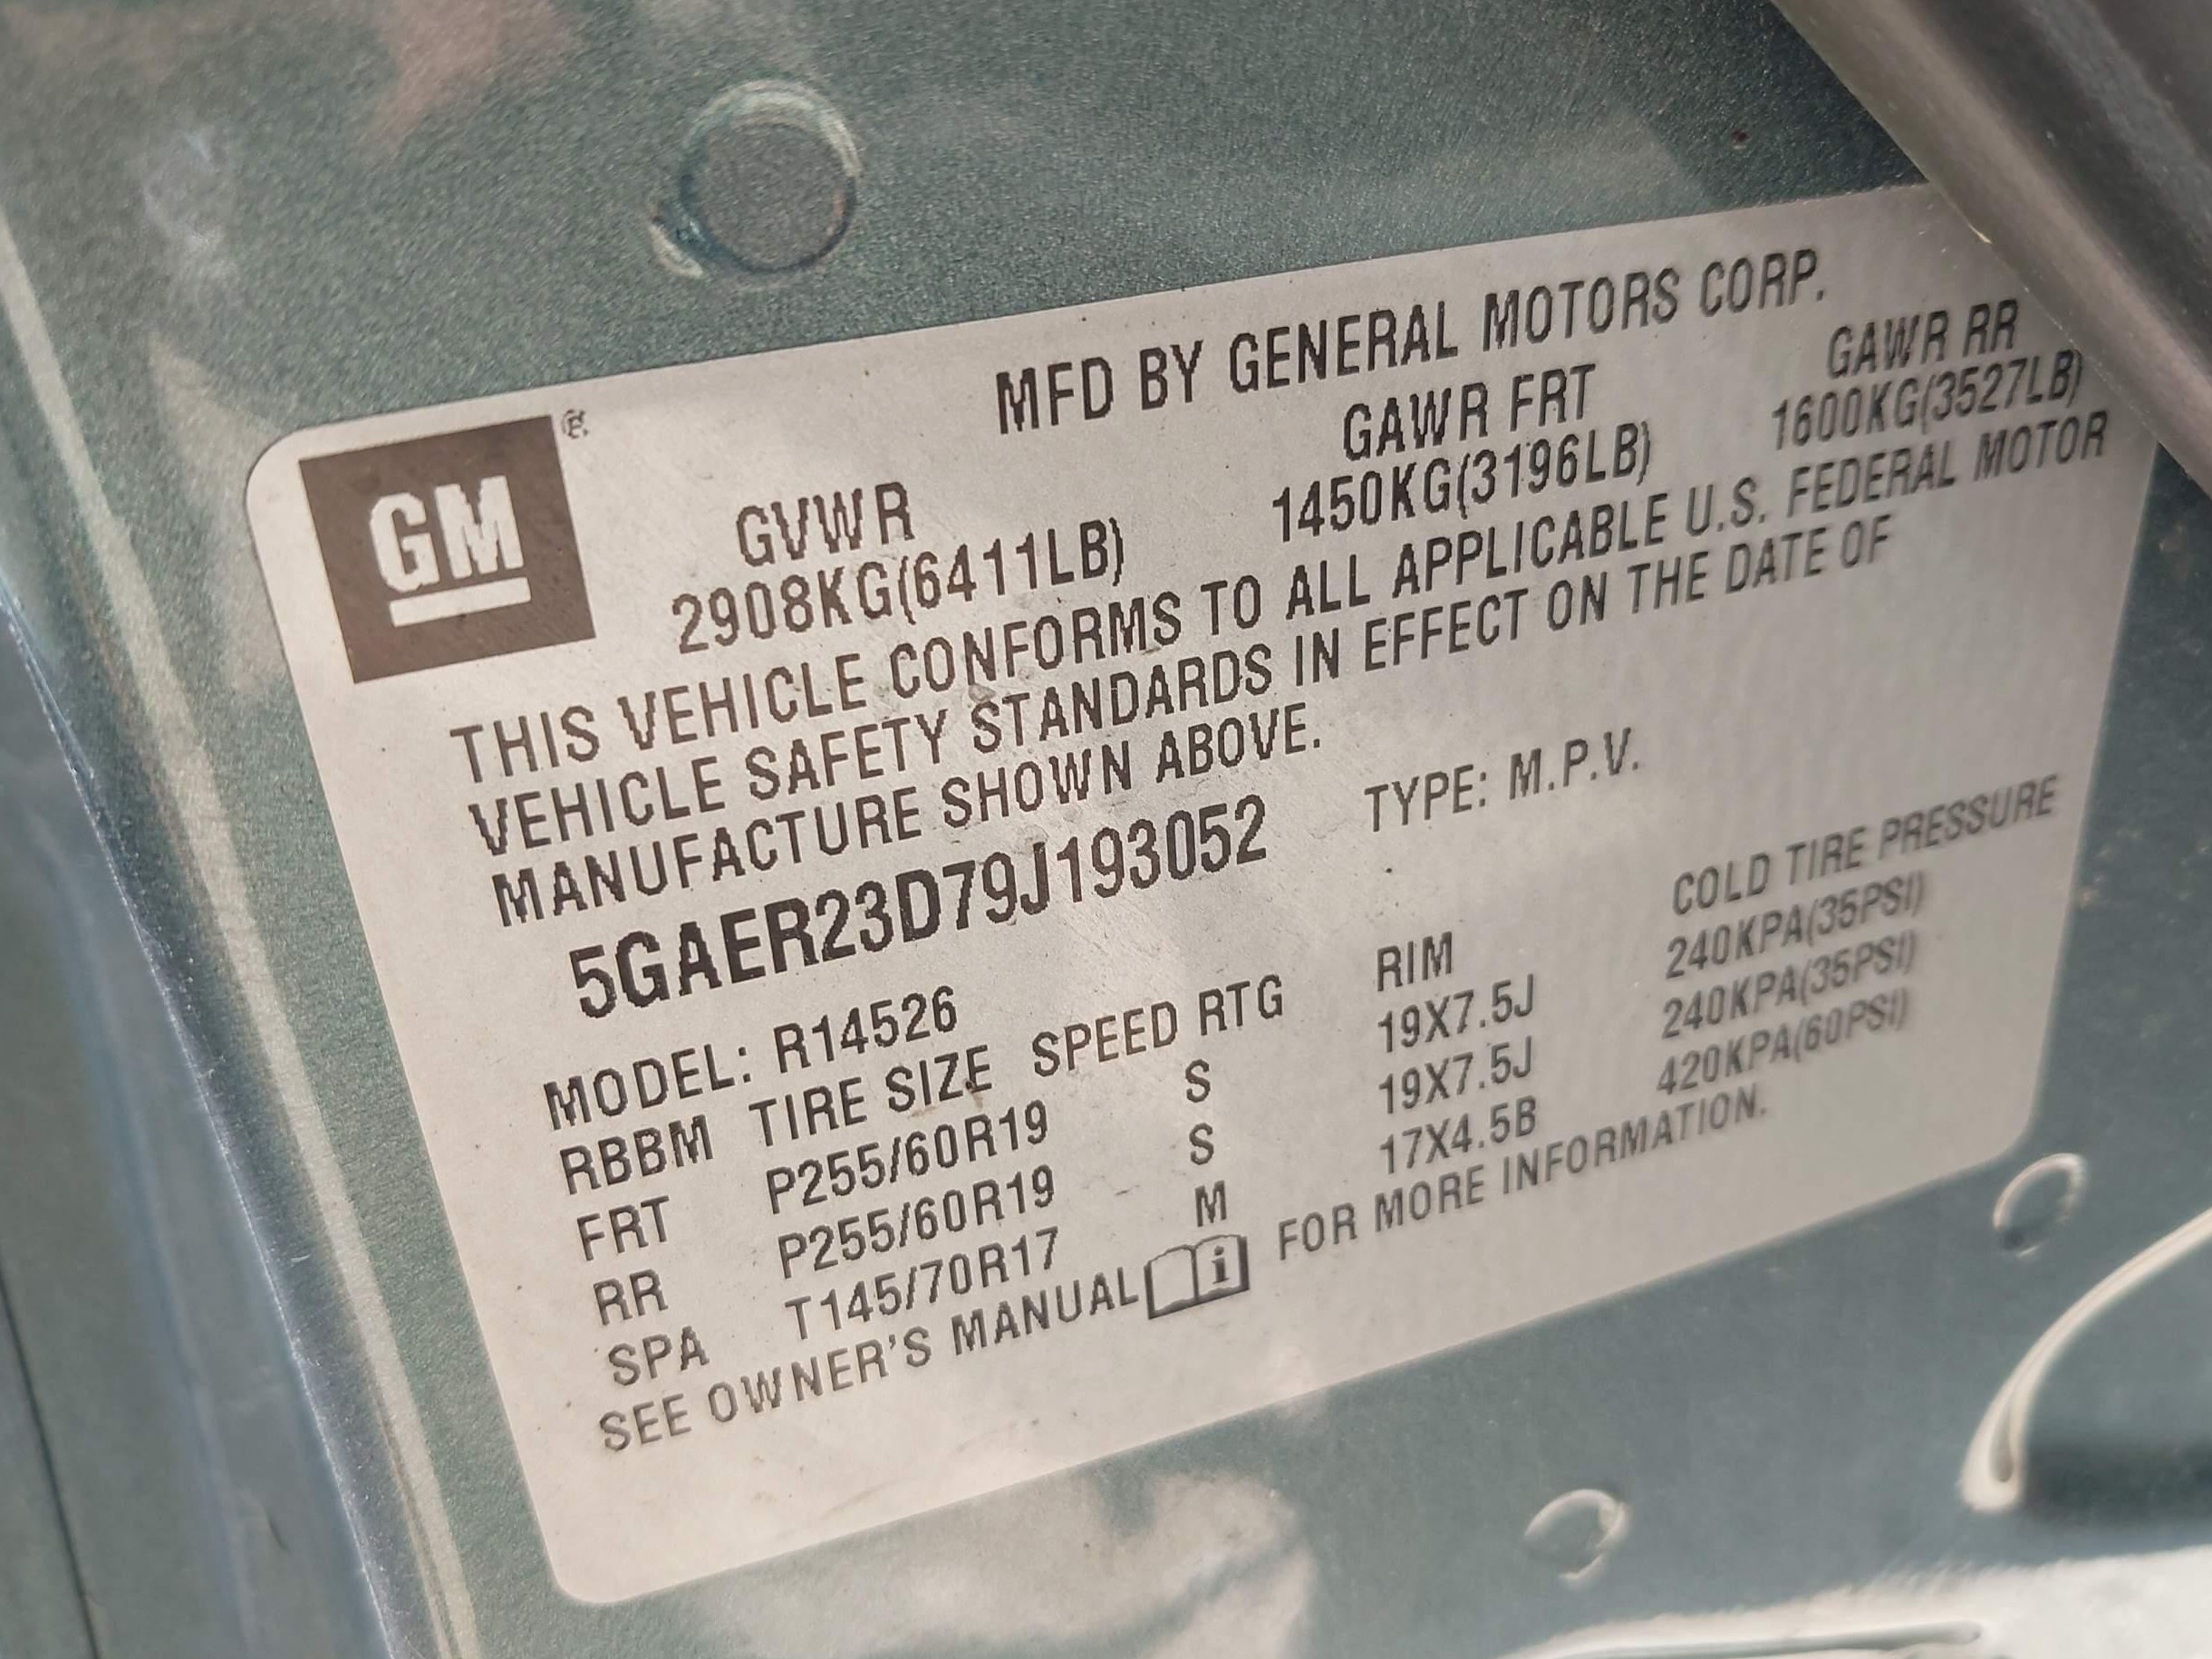 MFD BY GENERAL MOTORS CORP.
GM®
GVWR GAWR FRT GAWR RR
2908KG(6411LB) 1450KG(3196LB) 1600KG(3527LB)
THIS VEHICLE CONFORMS TO ALL APPLICABLE U.S. FEDERAL MOTOR
VEHICLE SAFETY STANDARDS IN EFFECT ON THE DATE OF
MANUFACTURE SHOWN ABOVE.
5GAER23D79J193052 TYPE: M.P.V.
MODEL: R14526
RBBM TIRE SIZE SPEED RTG RIM COLD TIRE PRESSURE
FRT P255/60R19 S 19X7.5J 240KPA(35PSI)
RR P255/60R19 S 19X7.5J 240KPA(35PSI)
SPA T145/70R17 M 17X4.5B 420KPA(60PSI)
SEE OWNER'S MANUAL i FOR MORE INFORMATION.